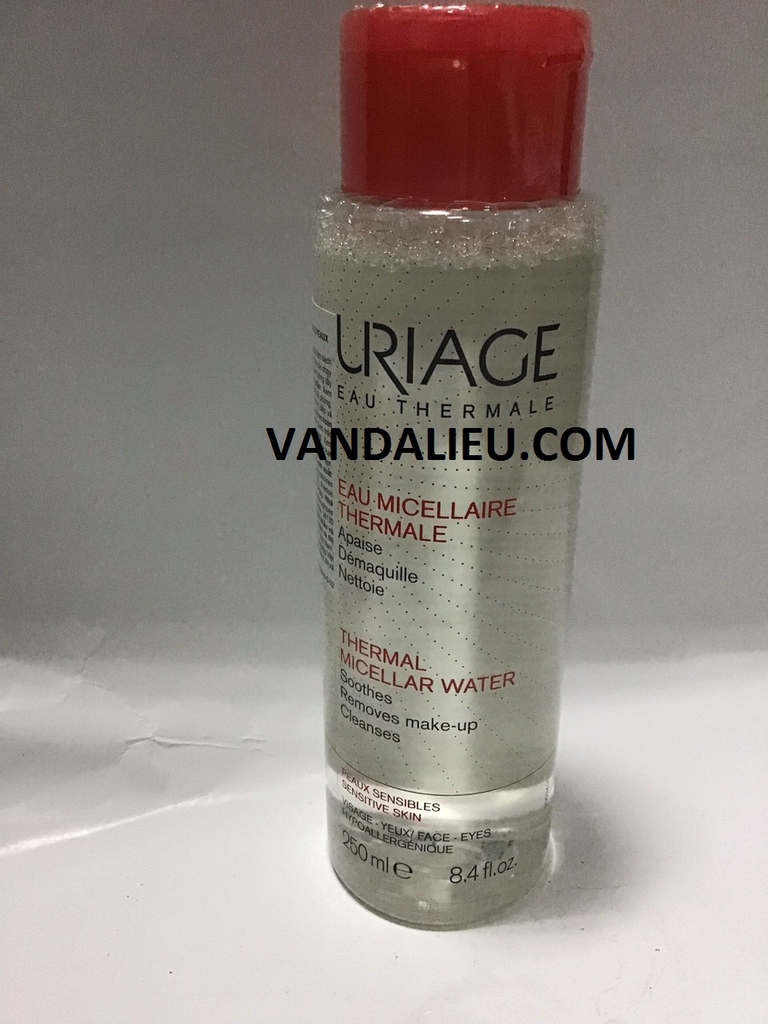 URIAGE
EAU THERMALE
VANDALIEU.COM
EAU MICELLAIRE
THERMALE
Apaise
Démaquille
Nettoie
THERMAL
MICELLAR WATER
Soothes
Removes make-up
Cleanses
PEAUX SENSIBLES
SENSITIVE SKIN
VISAGE - YEUX/ FACE - EYES
HYPOALLERGÉNIQUE
250 ml e 8.4 fl.oz.